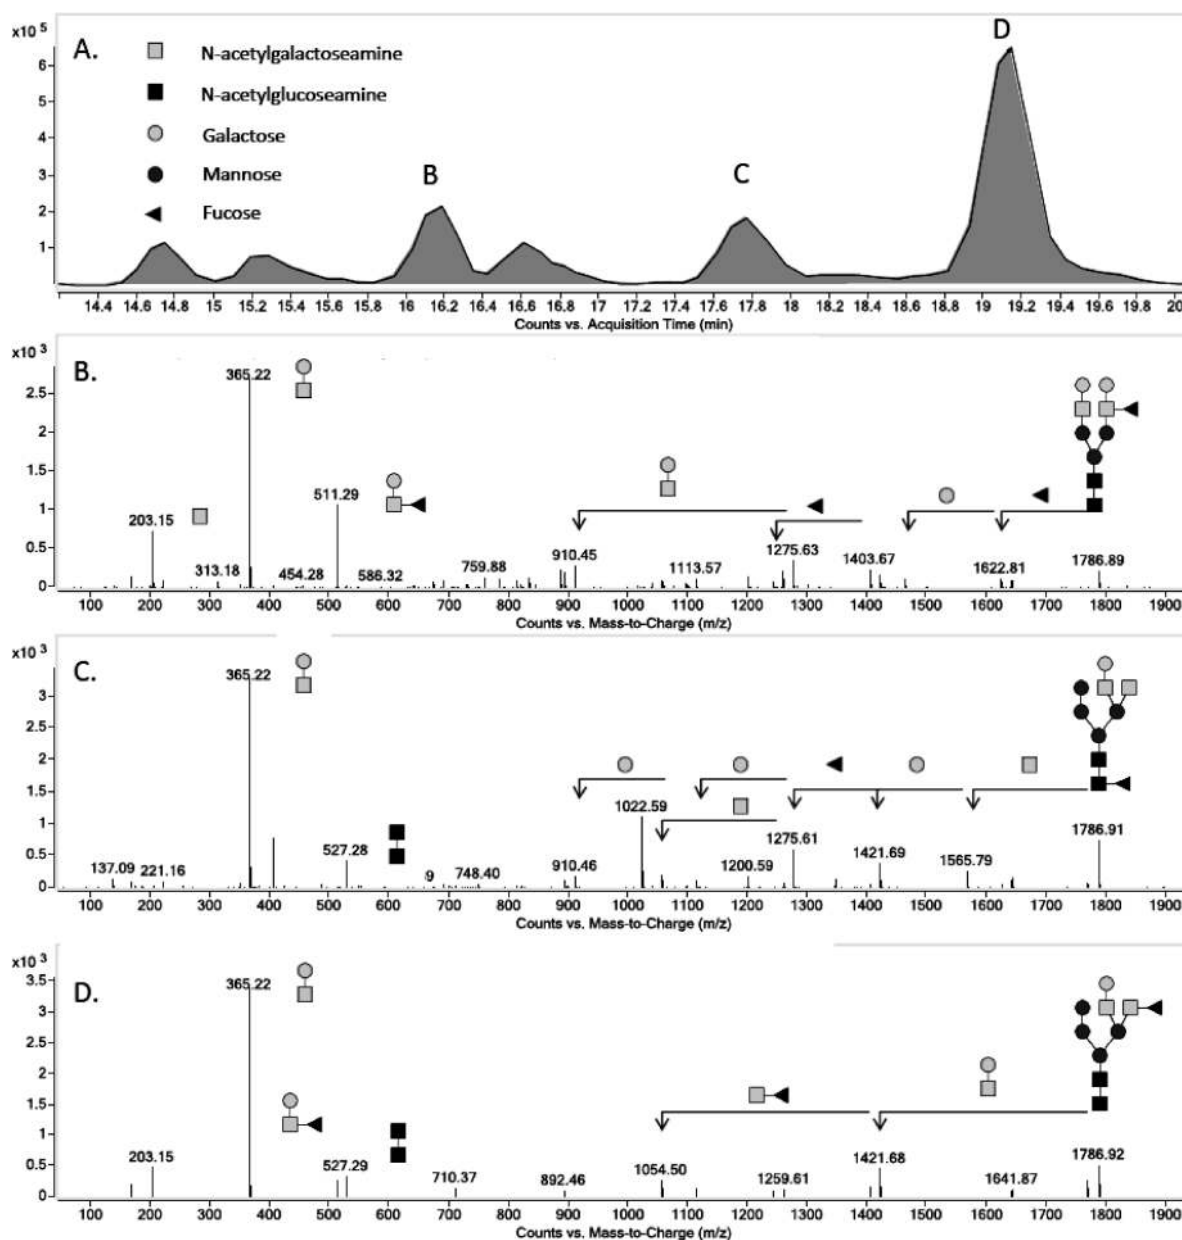 x10 5
A.
N-acetylgalactoseamine
N-acetylglucoseamine
Galactose
Mannose
Fucose
B
C
D
6
5
4
3
2
1
14.4 14.6 14.8 15 15.2 15.4 15.6 15.8 16 16.2 16.4 16.6 16.8 17 17.2 17.4 17.6 17.8 18 18.2 18.4 18.6 18.8 19 19.2 19.4 19.6 19.8 20
Counts vs. Acquisition Time (min)
x10 3
B.
2.5
2
1.5
1
0.5
0
203.15
313.18
365.22
454.28
511.29
586.32
759.88
910.45
1113.57
1275.63
1403.67
1622.81
1786.89
100 200 300 400 500 600 700 800 900 1000 1100 1200 1300 1400 1500 1600 1700 1800 1900
Counts vs. Mass-to-Charge (m/z)
x10 3
C.
3
2.5
2
1.5
1
0.5
0
137.09
221.16
365.22
527.28
9
748.40
910.46
1022.59
1200.59
1275.61
1421.69
1565.79
1786.91
100 200 300 400 500 600 700 800 900 1000 1100 1200 1300 1400 1500 1600 1700 1800 1900
Counts vs. Mass-to-Charge (m/z)
x10 3
D.
3.5
3
2.5
2
1.5
1
0.5
0
203.15
365.22
527.29
710.37
892.46
1054.50
1259.61
1421.68
1641.87
1786.92
100 200 300 400 500 600 700 800 900 1000 1100 1200 1300 1400 1500 1600 1700 1800 1900
Counts vs. Mass-to-Charge (m/z)